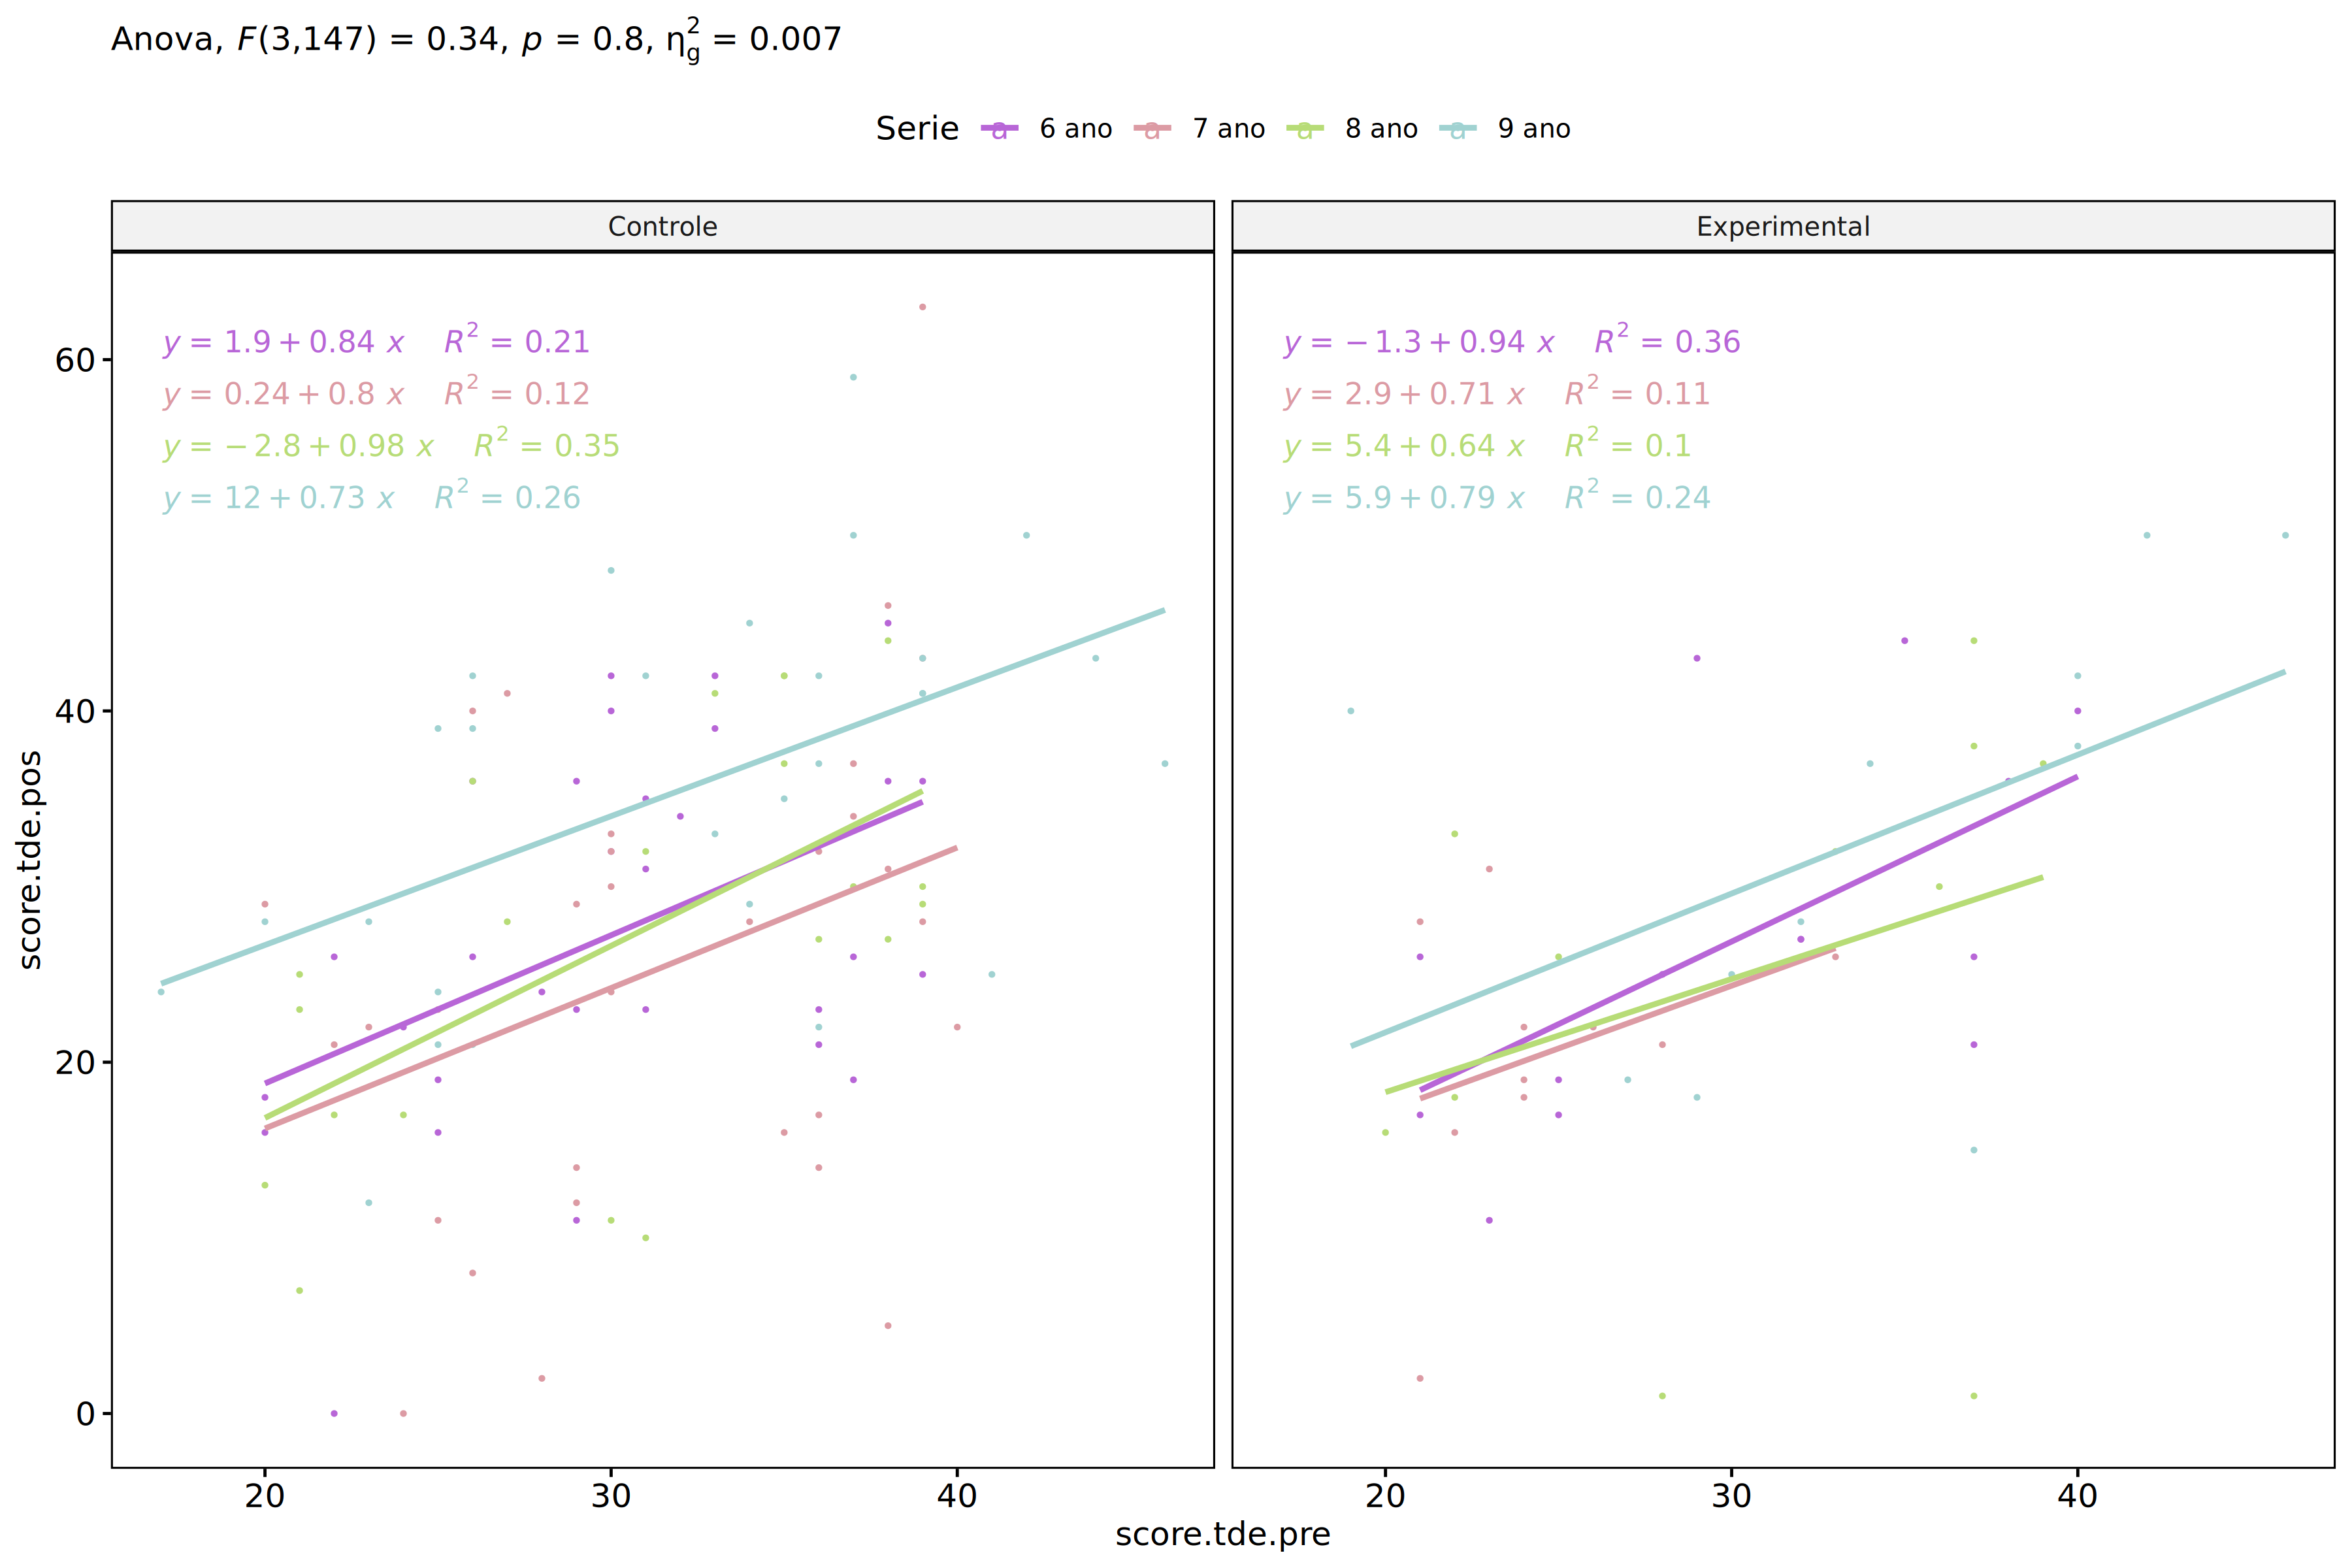 Anova, F(3,147) = 0.34, p = 0.8, η²g = 0.007
Serie a 6 ano a 7 ano a 8 ano a 9 ano
Controle
Experimental
y = 1.9 + 0.84 x R² = 0.21
y = 0.24 + 0.8 x R² = 0.12
y = − 2.8 + 0.98 x R² = 0.35
y = 12 + 0.73 x R² = 0.26
y = − 1.3 + 0.94 x R² = 0.36
y = 2.9 + 0.71 x R² = 0.11
y = 5.4 + 0.64 x R² = 0.1
y = 5.9 + 0.79 x R² = 0.24
score.tde.pos
60
40
20
0
20 30 40
20 30 40
score.tde.pre